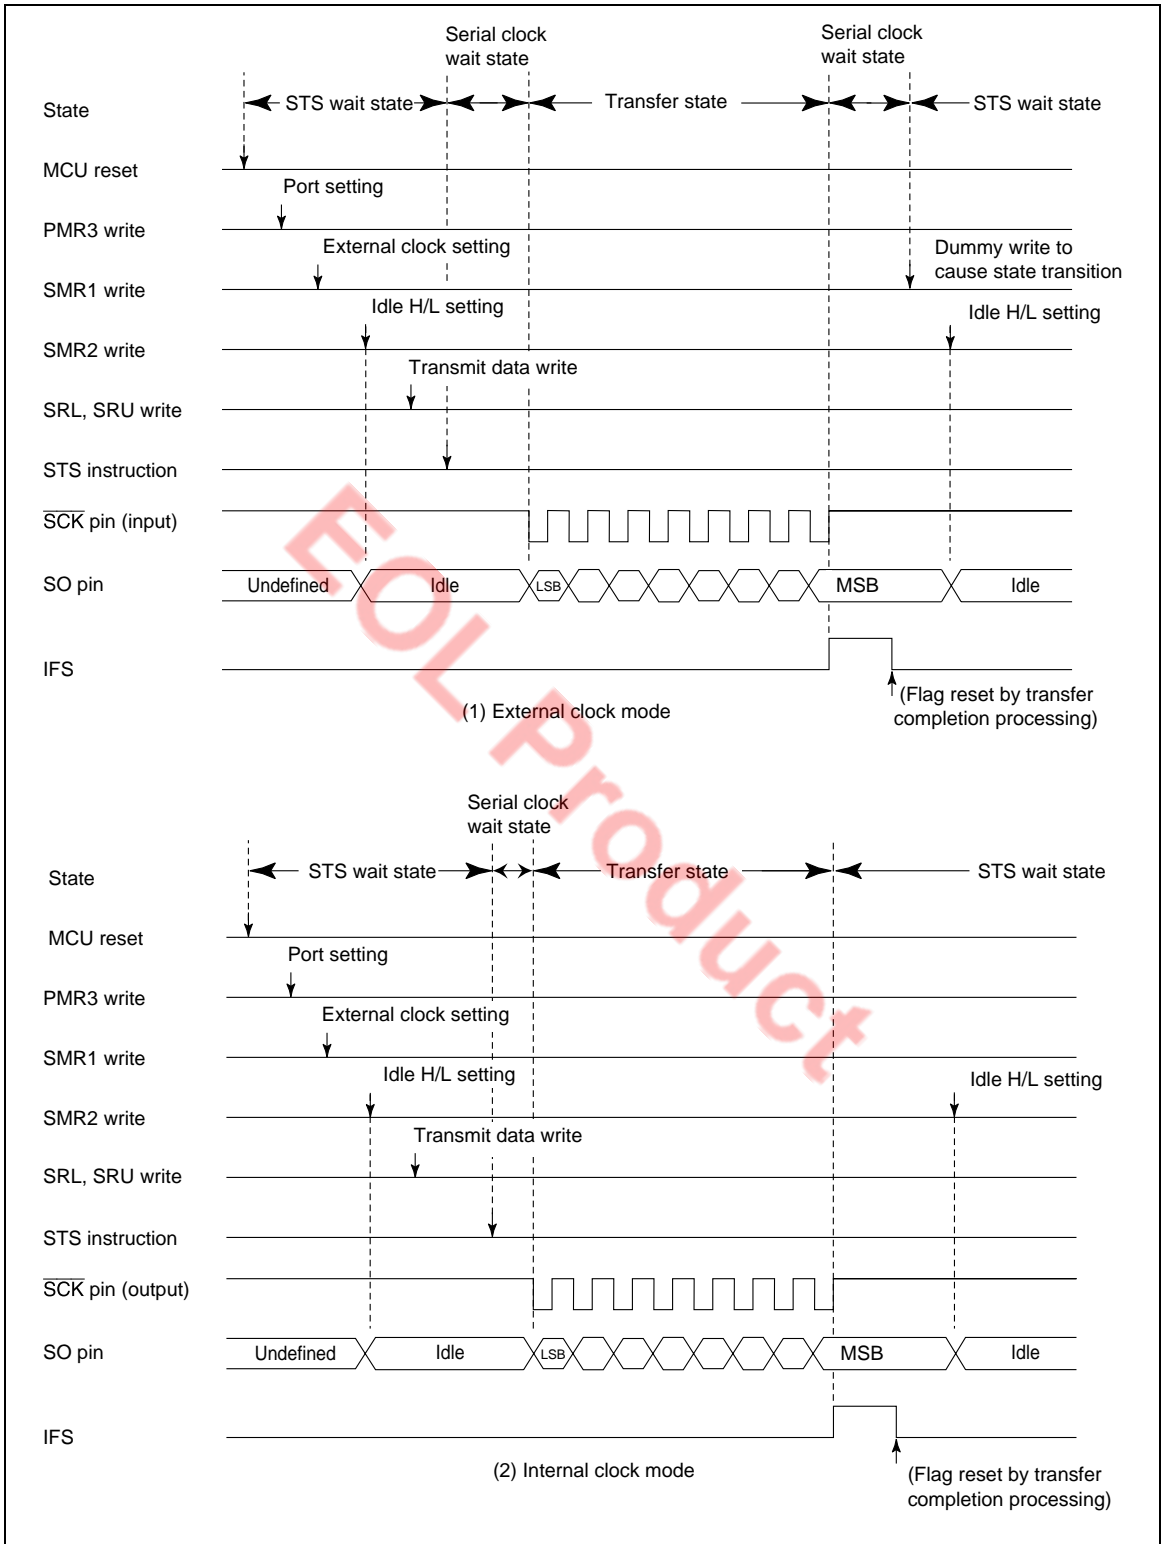 Serial clock
wait state
Serial clock
wait state
State
STS wait state
Transfer state
STS wait state
MCU reset
Port setting
PMR3 write
External clock setting
Dummy write to
cause state transition
SMR1 write
Idle H/L setting
Idle H/L setting
SMR2 write
Transmit data write
SRL, SRU write
STS instruction
SCK pin (input)
SO pin
Undefined
Idle
LSB
MSB
Idle
IFS
(Flag reset by transfer
completion processing)
(1) External clock mode
EOL Product
Serial clock
wait state
State
STS wait state
Transfer state
STS wait state
MCU reset
Port setting
PMR3 write
External clock setting
SMR1 write
Idle H/L setting
Idle H/L setting
SMR2 write
Transmit data write
SRL, SRU write
STS instruction
SCK pin (output)
SO pin
Undefined
Idle
LSB
MSB
Idle
IFS
(2) Internal clock mode
(Flag reset by transfer
completion processing)